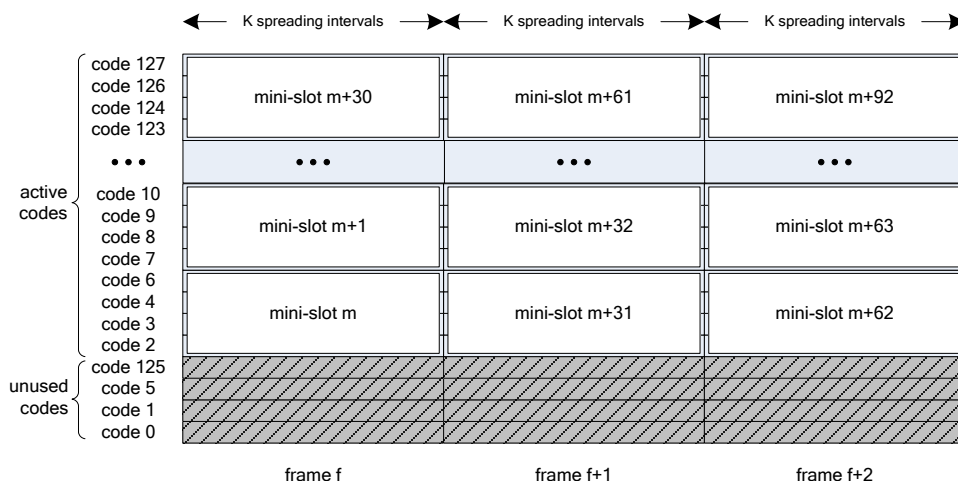 K spreading intervals K spreading intervals K spreading intervals
code 127
code 126
code 124
code 123
mini-slot m+30 mini-slot m+61 mini-slot m+92
••• ••• ••• •••
active
codes
code 10
code 9
code 8
code 7
mini-slot m+1 mini-slot m+32 mini-slot m+63
code 6
code 4
code 3
code 2
mini-slot m mini-slot m+31 mini-slot m+62
unused
codes
code 125
code 5
code 1
code 0
frame f frame f+1 frame f+2